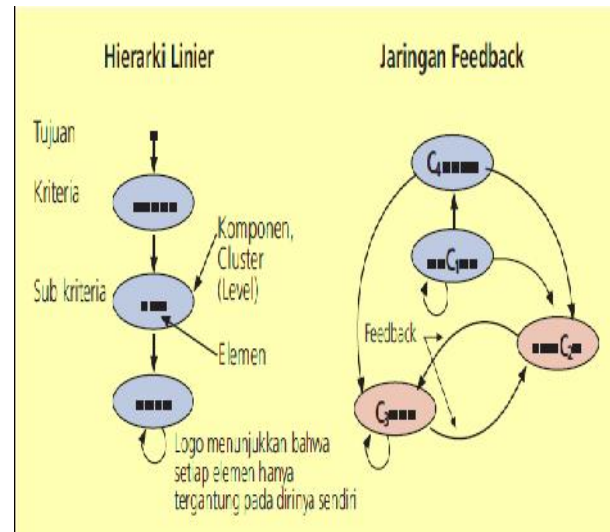 Hierarki Linier
Tujuan
Kriteria
Komponen,
Cluster
(Level)
Sub kriteria
Elemen
Logo menunjukkan bahwa
setiap elemen hanya
tergantung pada dirinya sendiri
Jaringan Feedback
C4
C1
Feedback
C2
C3